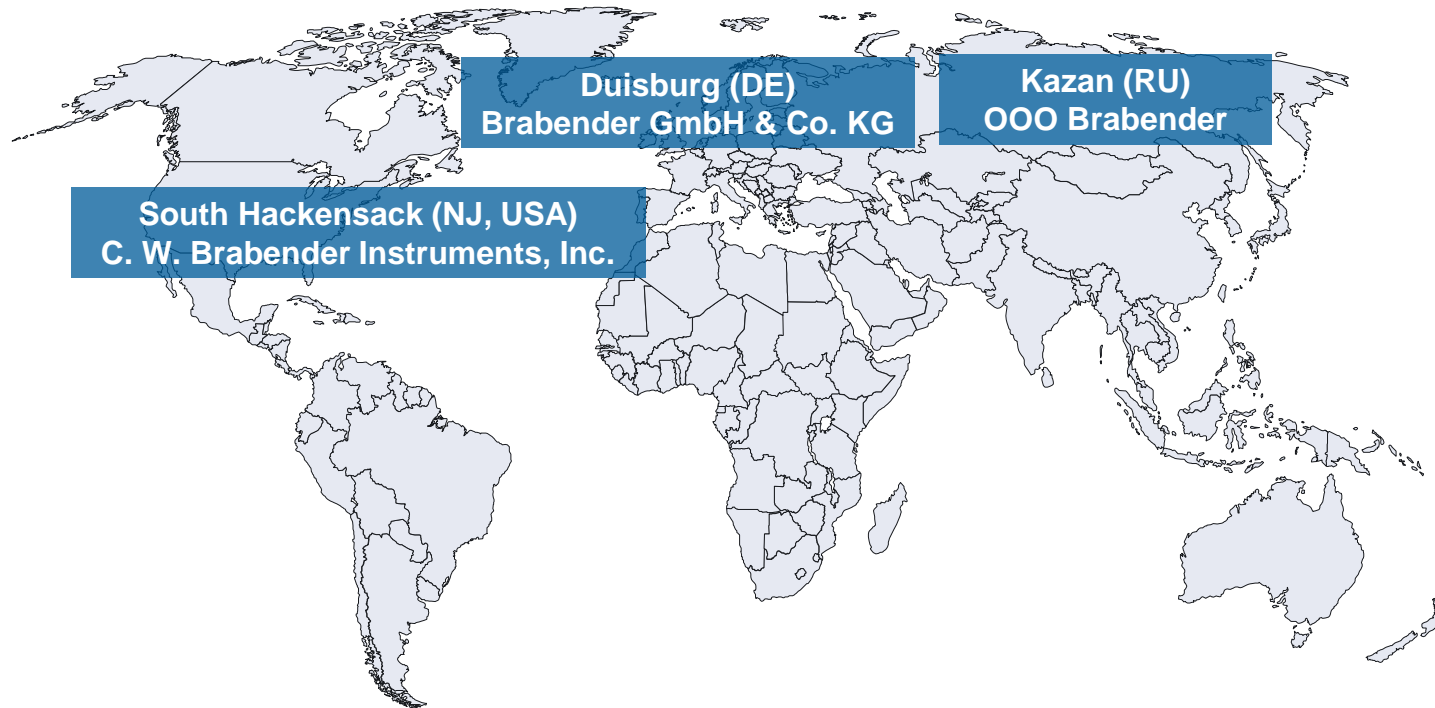 Duisburg (DE)
Brabender GmbH & Co. KG
Kazan (RU)
OOO Brabender
South Hackensack (NJ, USA)
C. W. Brabender Instruments, Inc.